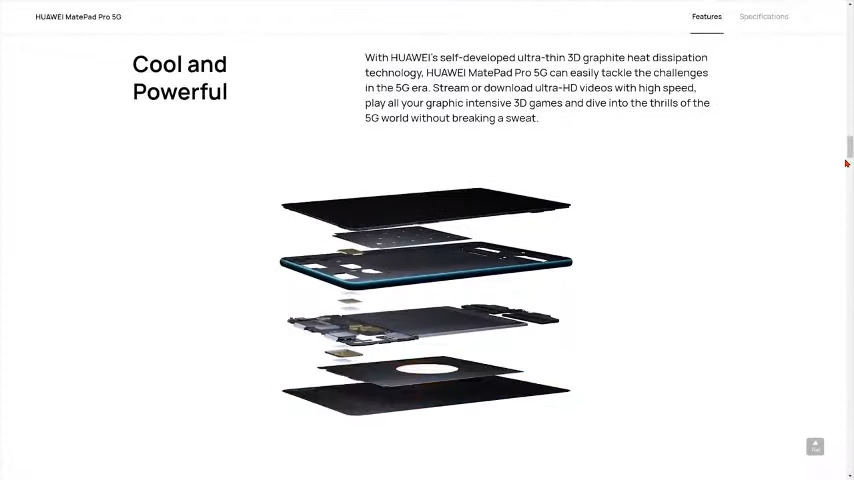 HUAWEI MatePad Pro 5G
Features
Specifications
Cool and
Powerful
With HUAWEI's self-developed ultra-thin 3D graphite heat dissipation
technology, HUAWEI MatePad Pro 5G can easily tackle the challenges
in the 5G era. Stream or download ultra-HD videos with high speed,
play all your graphic intensive 3D games and dive into the thrills of the
5G world without breaking a sweat.
Top